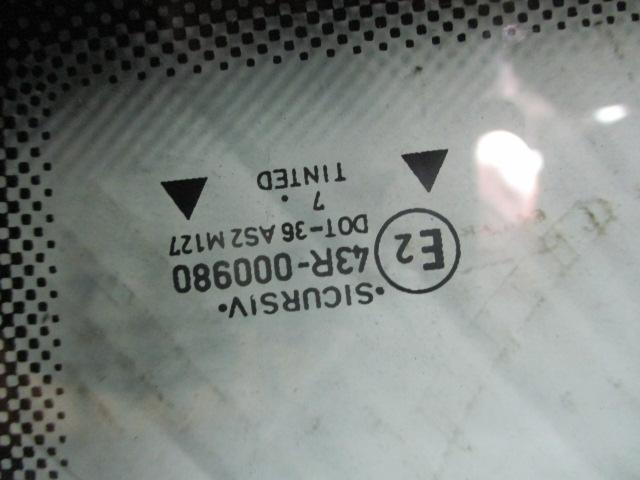 •SICURSIV•
E2 43R-000980
DOT-36 AS2 M127
7 •
TINTED